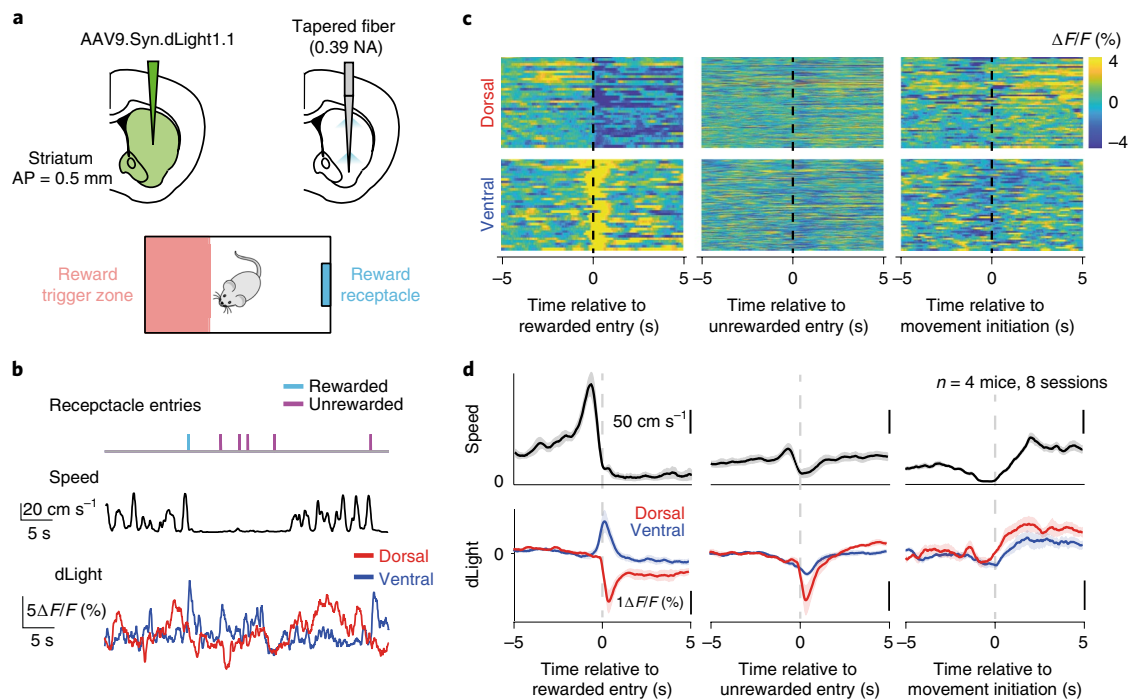 a
AAV9.Syn.dLight1.1
Tapered fiber
(0.39 NA)
Striatum
AP = 0.5 mm
Reward
trigger zone
Reward
receptacle
b
Rewarded
Unrewarded
Recepctacle entries
Speed
20 cm s⁻¹
5 s
dLight
Dorsal
Ventral
5ΔF/F (%)
5 s
c
ΔF/F (%)
4
0
−4
Dorsal
Ventral
−5 0 5
−5 0 5
−5 0 5
Time relative to
rewarded entry (s)
Time relative to
unrewarded entry (s)
Time relative to
movement initiation (s)
d
n = 4 mice, 8 sessions
Speed
50 cm s⁻¹
0
Dorsal
Ventral
Dorsal
Ventral
dLight
0
1ΔF/F (%)
−5 0 5
−5 0 5
−5 0 5
Time relative to
rewarded entry (s)
Time relative to
unrewarded entry (s)
Time relative to
movement initiation (s)